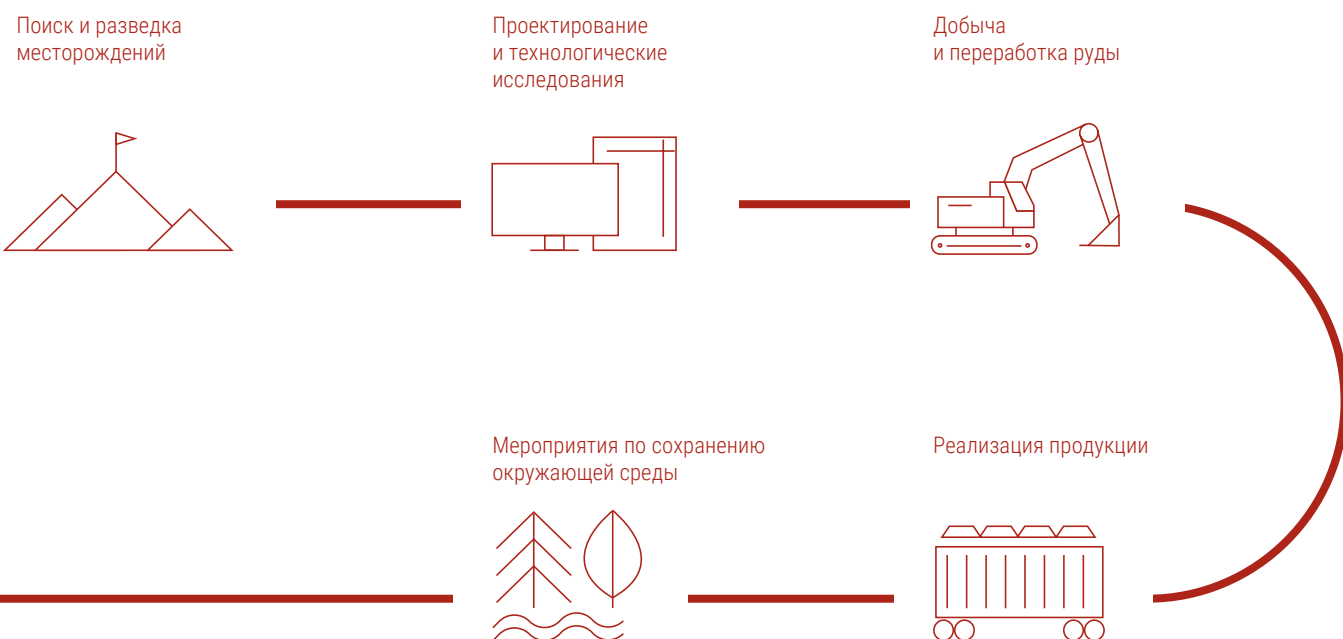 Поиск и разведка
месторождений
Проектирование
и технологические
исследования
Добыча
и переработка руды
Мероприятия по сохранению
окружающей среды
Реализация продукции